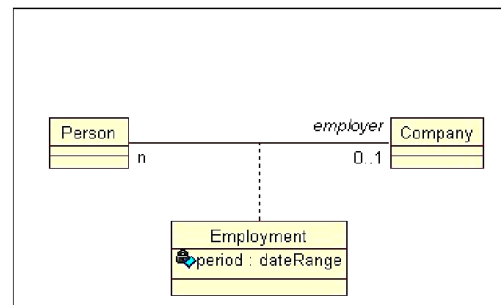 employer
Person
Company
n
0..1
Employment
period : dateRange